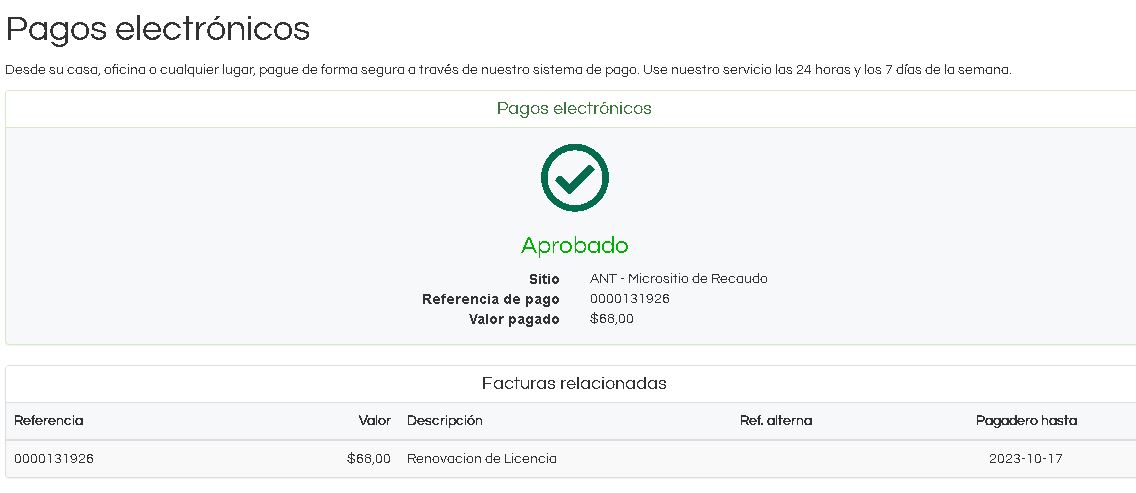 Pagos electrónicos
Desde su casa, oficina o cualquier lugar, pague de forma segura a través de nuestro sistema de pago. Use nuestro servicio las 24 horas y los 7 días de la semana.
Pagos electrónicos
Aprobado
Sitio ANT - Micrositio de Recaudo
Referencia de pago 0000131926
Valor pagado $68,00
Facturas relacionadas
Referencia Valor Descripción Ref. alterna Pagadero hasta
0000131926 $68,00 Renovacion de Licencia 2023-10-17